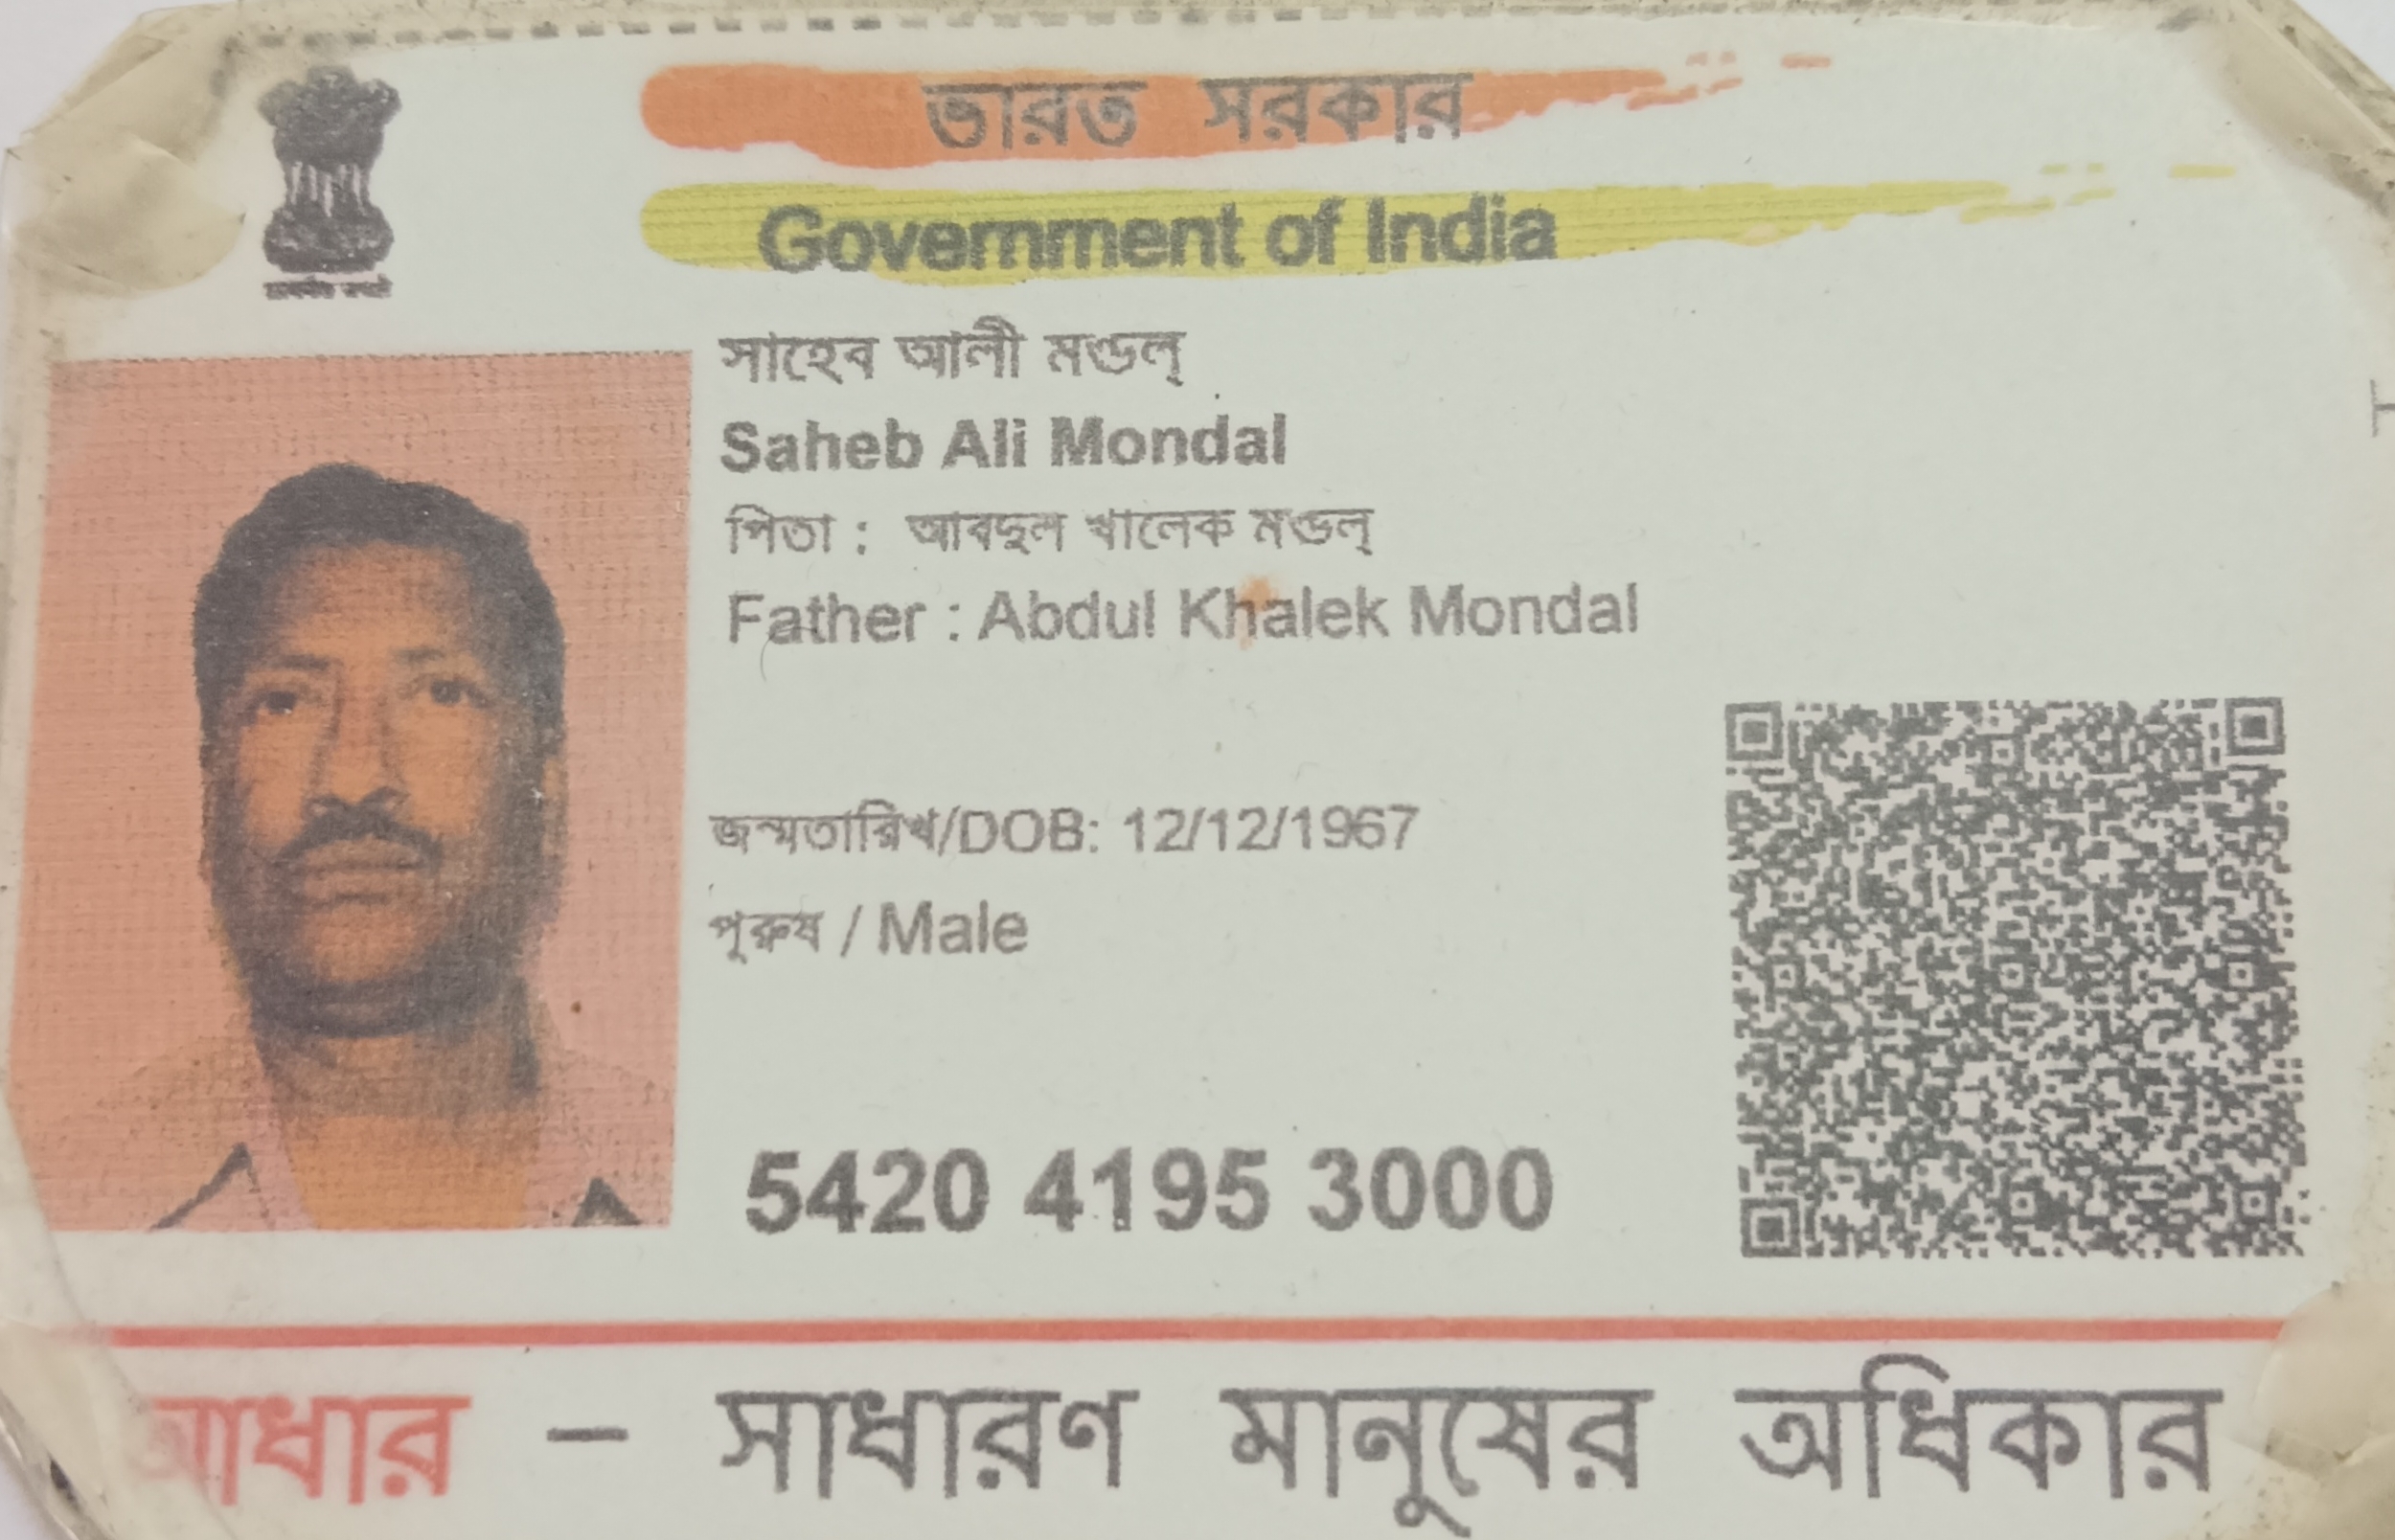 ভারত সরকার
Government of India
সাহেব আলী মন্ডল্
Saheb Ali Mondal
পিতা : আবদুল খালেক মন্ডল্
Father : Abdul Khalek Mondal
জন্মতারিখ/DOB: 12/12/1967
পুরুষ / Male
5420 4195 3000
আধার – সাধারণ মানুষের অধিকার